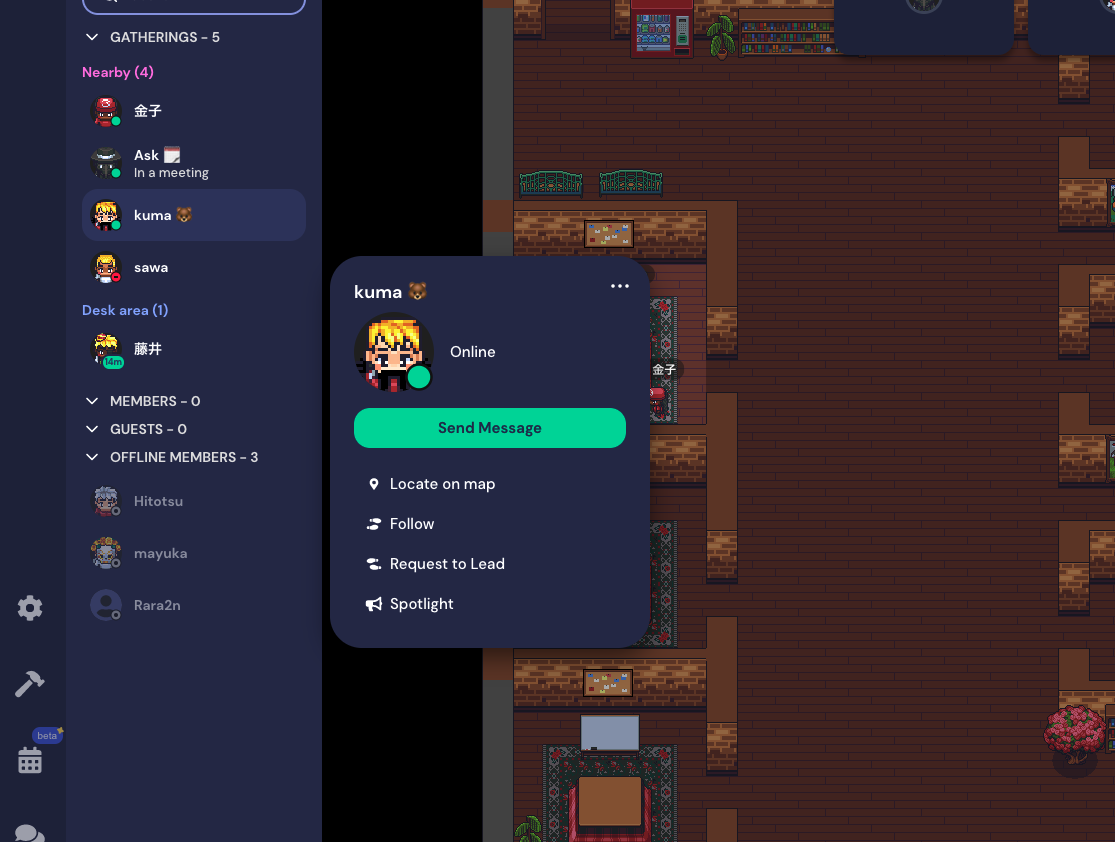 GATHERINGS - 5
Nearby (4)
金子
Ask 🗒️
In a meeting
kuma 🐻
sawa
Desk area (1)
藤井
14m
MEMBERS - 0
GUESTS - 0
OFFLINE MEMBERS - 3
Hitotsu
mayuka
Rara2n
beta
kuma 🐻
Online
Send Message
Locate on map
Follow
Request to Lead
Spotlight
金子